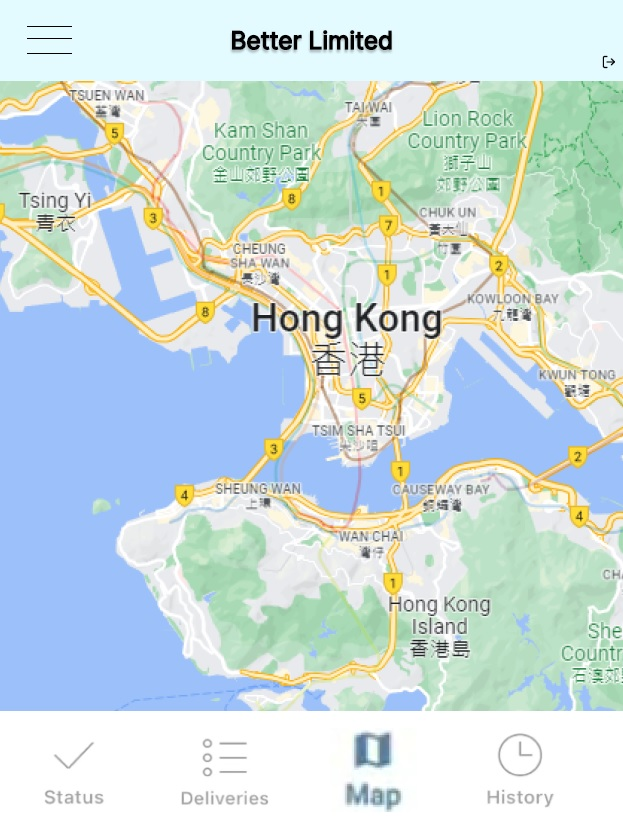 Better Limited
TSUEN WAN
荃灣
5
TAI WAI
大圍
Kam Shan
Country Park
金山郊野公園
Lion Rock
Country Park
獅子山
郊野公園
Tsing Yi
青衣
3
8
1
7
CHUK UN
竹園
黃大仙
CHEUNG
SHA WAN
長沙灣
1
2
8
KOWLOON BAY
九龍灣
Hong Kong
香港
KWUN TONG
觀塘
5
TSIM SHA TSUI
尖沙咀
3
1
2
4
SHEUNG WAN
上環
CAUSEWAY BAY
銅鑼灣
4
WAN CHAI
灣仔
1
CHA
Hong Kong
Island
香港島
She
Countr
石澳郊
Status
Deliveries
Map
History